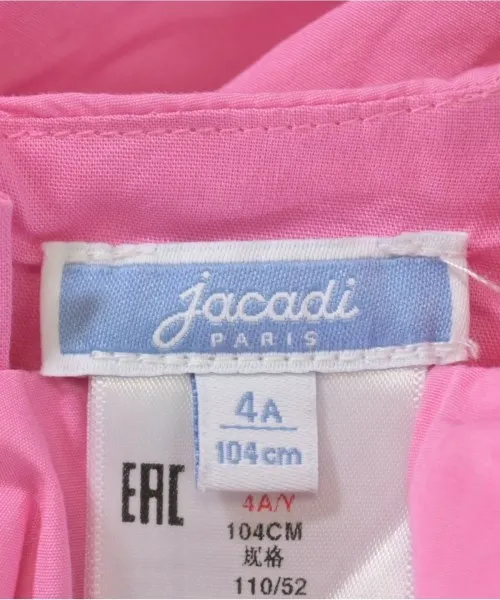 jacadi
PARIS
4A
104cm
EAC
4A/Y
104CM
规格
110/52